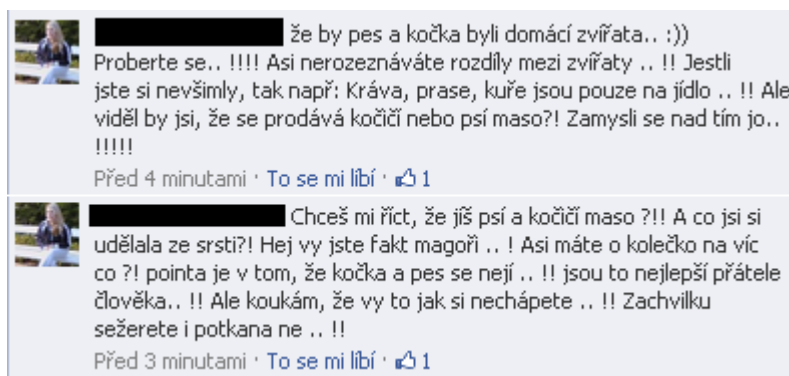 že by pes a kočka byli domácí zvířata.. :))
Proberte se.. !!!! Asi nerozeznáváte rozdíly mezi zvířaty .. !! Jestli
jste si nevšimly, tak např: Kráva, prase, kuře jsou pouze na jídlo .. !! Ale
viděl by jsi, že se prodává kočičí nebo psí maso?! Zamysli se nad tím jo..
!!!!!
Před 4 minutami · To se mi líbí · 1
Chceš mi říct, že jíš psí a kočičí maso ?!! A co jsi si
udělala ze srsti?! Hej vy jste fakt magoři .. ! Asi máte o kolečko na víc
co ?! pointa je v tom, že kočka a pes se nejí .. !! jsou to nejlepší přátele
člověka.. !! Ale koukám, že vy to jak si nechápete .. !! Zachvilku
sežerete i potkana ne .. !!
Před 3 minutami · To se mi líbí · 1